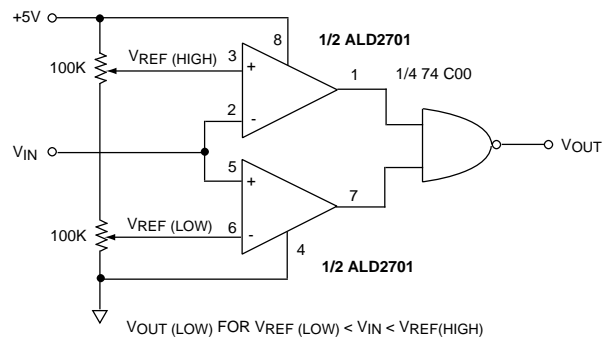 +5V
8
1/2 ALD2701
100K
VREF (HIGH)
3
+
1
1/4 74 C00
2
-
VIN
VOUT
5
+
7
100K
VREF (LOW)
6
-
4
1/2 ALD2701
VOUT (LOW) FOR VREF (LOW) < VIN < VREF(HIGH)